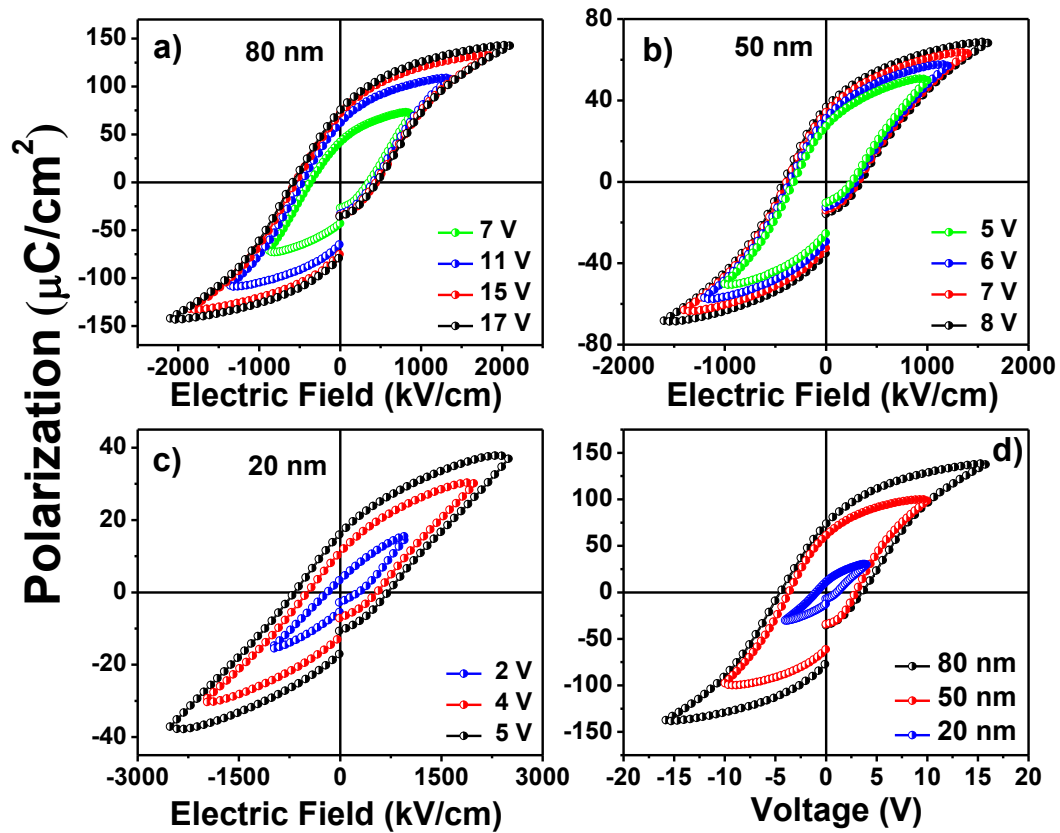 Polarization (μC/cm²)
a)
80 nm
150
100
50
0
-50
-100
-150
-2000 -1000 0 1000 2000
Electric Field (kV/cm)
7 V
11 V
15 V
17 V
b)
50 nm
80
40
0
-40
-80
-2000 -1000 0 1000 2000
Electric Field (kV/cm)
5 V
6 V
7 V
8 V
c)
20 nm
40
20
0
-20
-40
-3000 -1500 0 1500 3000
Electric Field (kV/cm)
2 V
4 V
5 V
d)
150
100
50
0
-50
-100
-150
-20 -15 -10 -5 0 5 10 15 20
Voltage (V)
80 nm
50 nm
20 nm